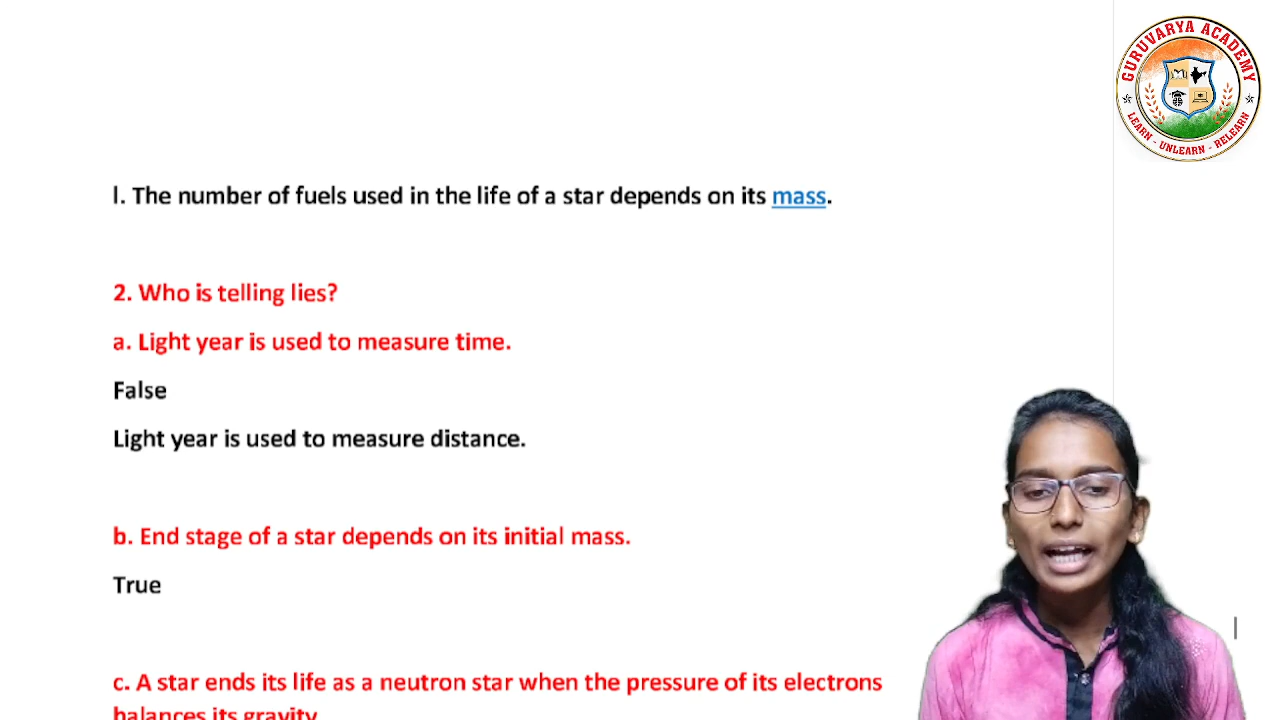 GURUVARYA ACADEMY
LEARN - UNLEARN - RELEARN
l. The number of fuels used in the life of a star depends on its mass.
2. Who is telling lies?
a. Light year is used to measure time.
False
Light year is used to measure distance.
b. End stage of a star depends on its initial mass.
True
c. A star ends its life as a neutron star when the pressure of its electrons
balances its gravity